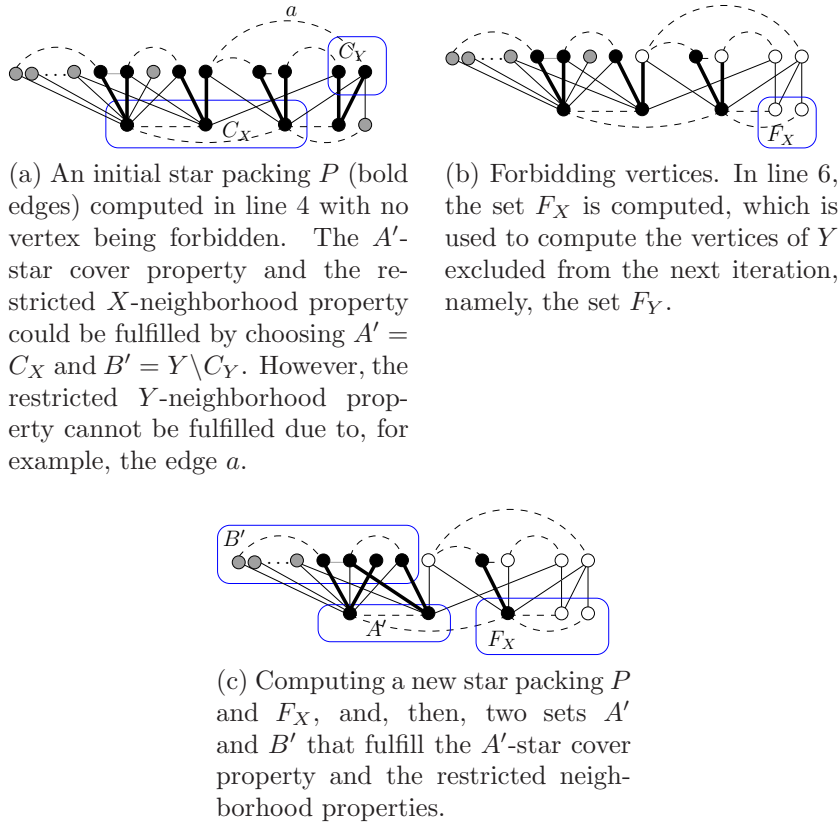 a
C_Y
C_X
F_X
(a) An initial star packing P (bold
edges) computed in line 4 with no
vertex being forbidden. The A′-
star cover property and the re-
stricted X-neighborhood property
could be fulfilled by choosing A′ =
C_X and B′ = Y\C_Y. However, the
restricted Y-neighborhood prop-
erty cannot be fulfilled due to, for
example, the edge a.
(b) Forbidding vertices. In line 6,
the set F_X is computed, which is
used to compute the vertices of Y
excluded from the next iteration,
namely, the set F_Y.
B′
A′
F_X
(c) Computing a new star packing P
and F_X, and, then, two sets A′
and B′ that fulfill the A′-star cover
property and the restricted neigh-
borhood properties.